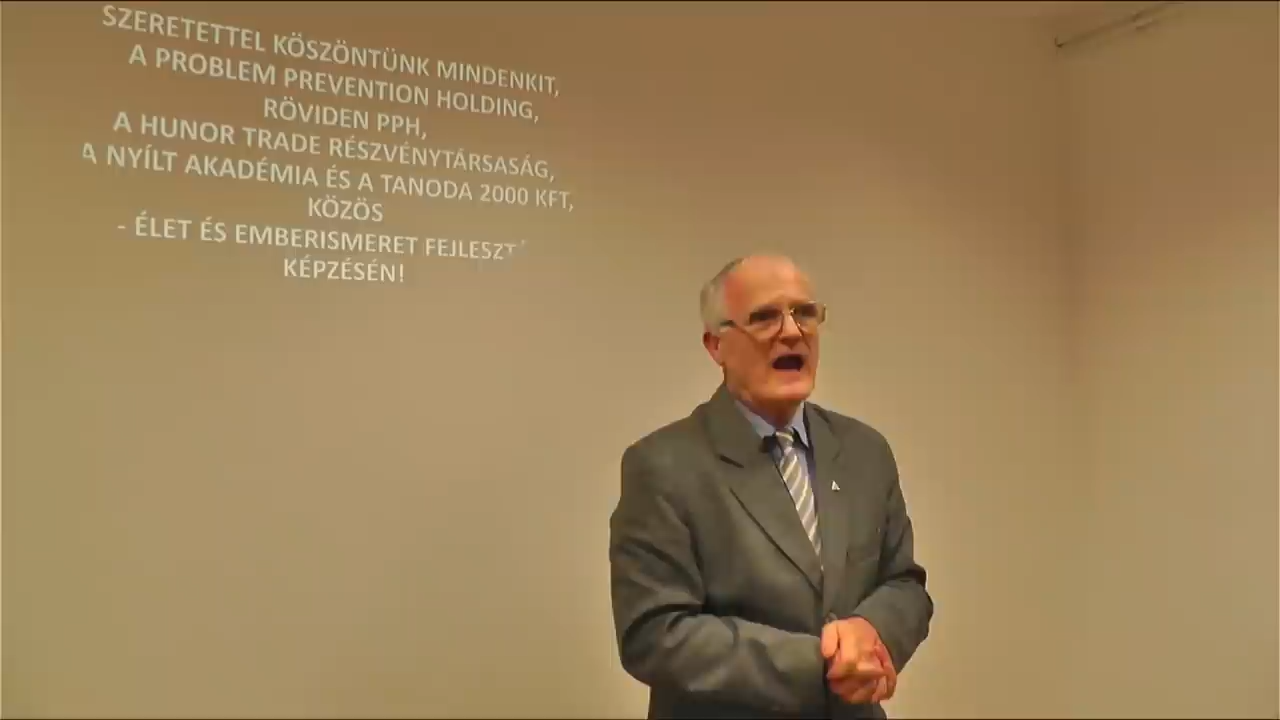 SZERETETTEL KÖSZÖNTÜNK MINDENKIT,
A PROBLEM PREVENTION HOLDING,
RÖVIDEN PPH,
A HUNOR TRADE RÉSZVÉNYTÁRSASÁG,
A NYÍLT AKADÉMIA ÉS A TANODA 2000 KFT,
KÖZÖS
- ÉLET ÉS EMBERISMERET
KÉPZÉSÉN!